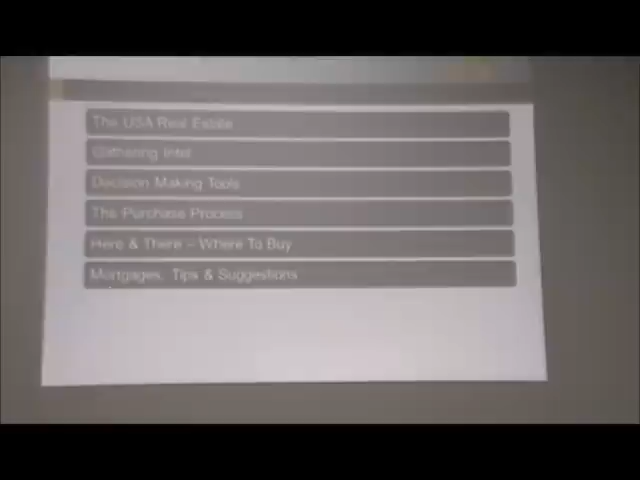 The USA Real Estate
Gathering Intel
Decision Making Tools
The Purchase Process
Here & There – Where To Buy
Mortgages, Tips & Suggestions